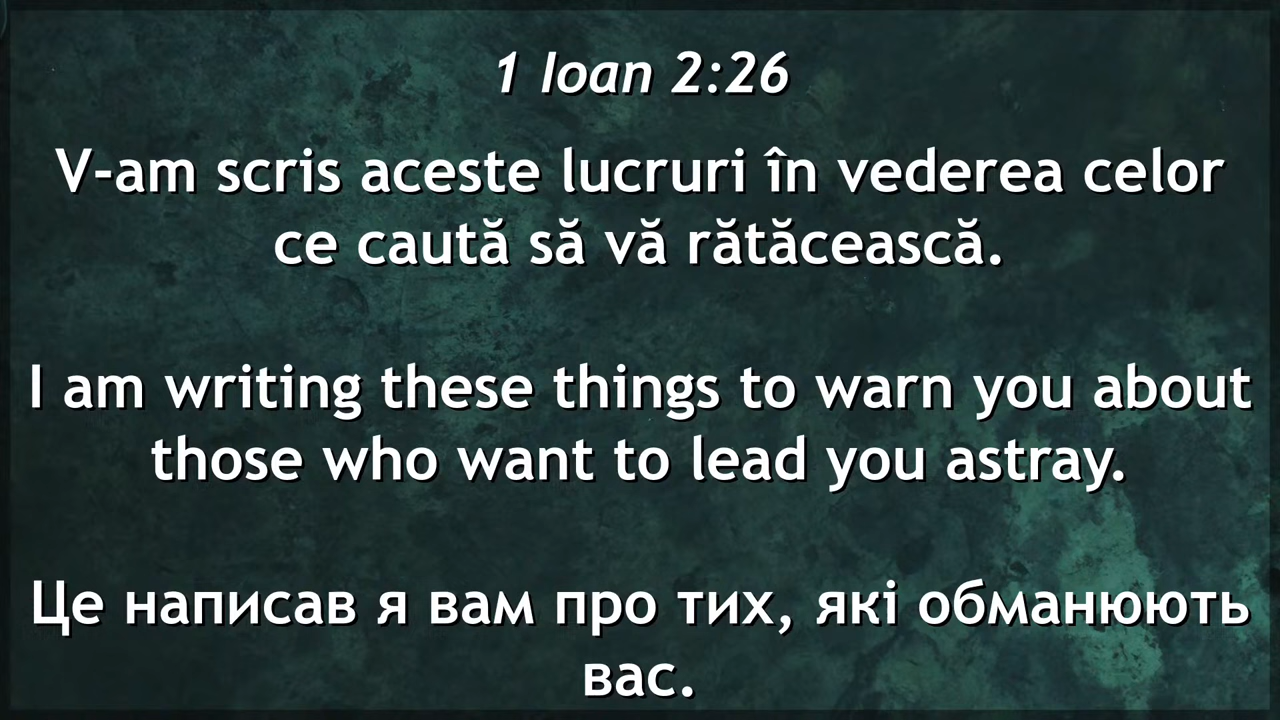 1 Ioan 2:26
V-am scris aceste lucruri în vederea celor
ce caută să vă rătăcească.
I am writing these things to warn you about
those who want to lead you astray.
Це написав я вам про тих, які обманюють
вас.